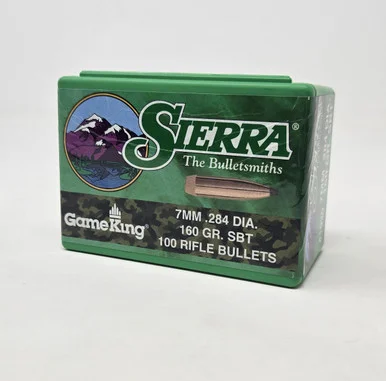 SIERRA®
The Bulletsmiths
GameKing®
7MM .284 DIA.
160 GR. SBT
100 RIFLE BULLETS